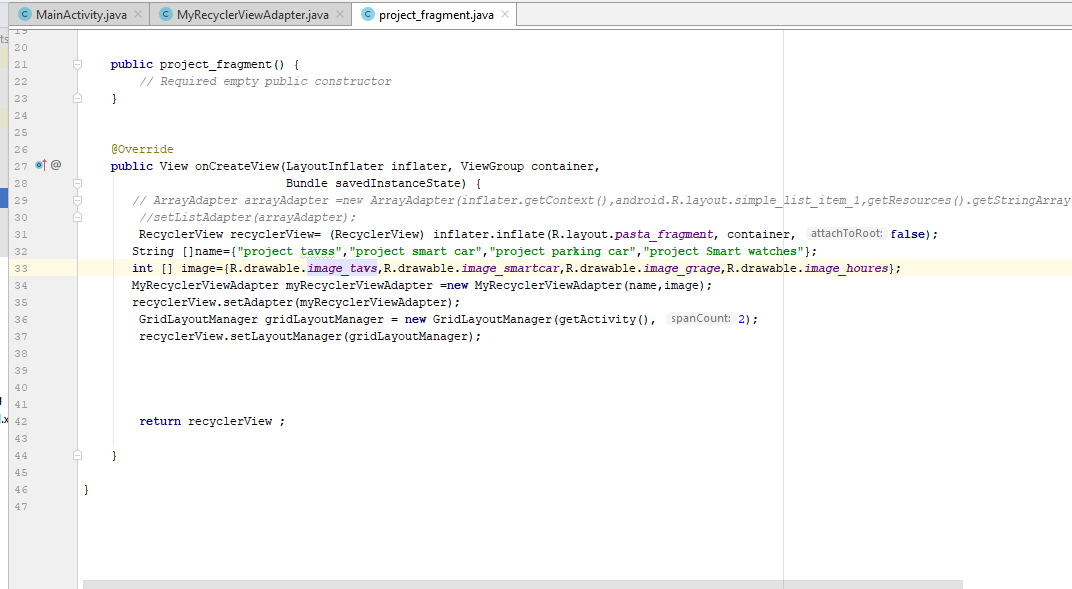 MainActivity.java × MyRecyclerViewAdapter.java × project_fragment.java ×
19
20
21 public project_fragment() {
22 // Required empty public constructor
23 }
24
25
26 @Override
27 @ public View onCreateView(LayoutInflater inflater, ViewGroup container,
28 Bundle savedInstanceState) {
29 // ArrayAdapter arrayAdapter =new ArrayAdapter(inflater.getContext(),android.R.layout.simple_list_item_1,getResources().getStringArray
30 //setListAdapter(arrayAdapter);
31 RecyclerView recyclerView= (RecyclerView) inflater.inflate(R.layout.pasta_fragment, container, attachToRoot: false);
32 String []name={"project tavss","project smart car","project parking car","project Smart watches"};
33 int [] image={R.drawable.image_tavs,R.drawable.image_smartcar,R.drawable.image_grage,R.drawable.image_houres};
34 MyRecyclerViewAdapter myRecyclerViewAdapter =new MyRecyclerViewAdapter(name,image);
35 recyclerView.setAdapter(myRecyclerViewAdapter);
36 GridLayoutManager gridLayoutManager = new GridLayoutManager(getActivity(), spanCount: 2);
37 recyclerView.setLayoutManager(gridLayoutManager);
38
39
40
41
42 return recyclerView ;
43
44 }
45
46 }
47